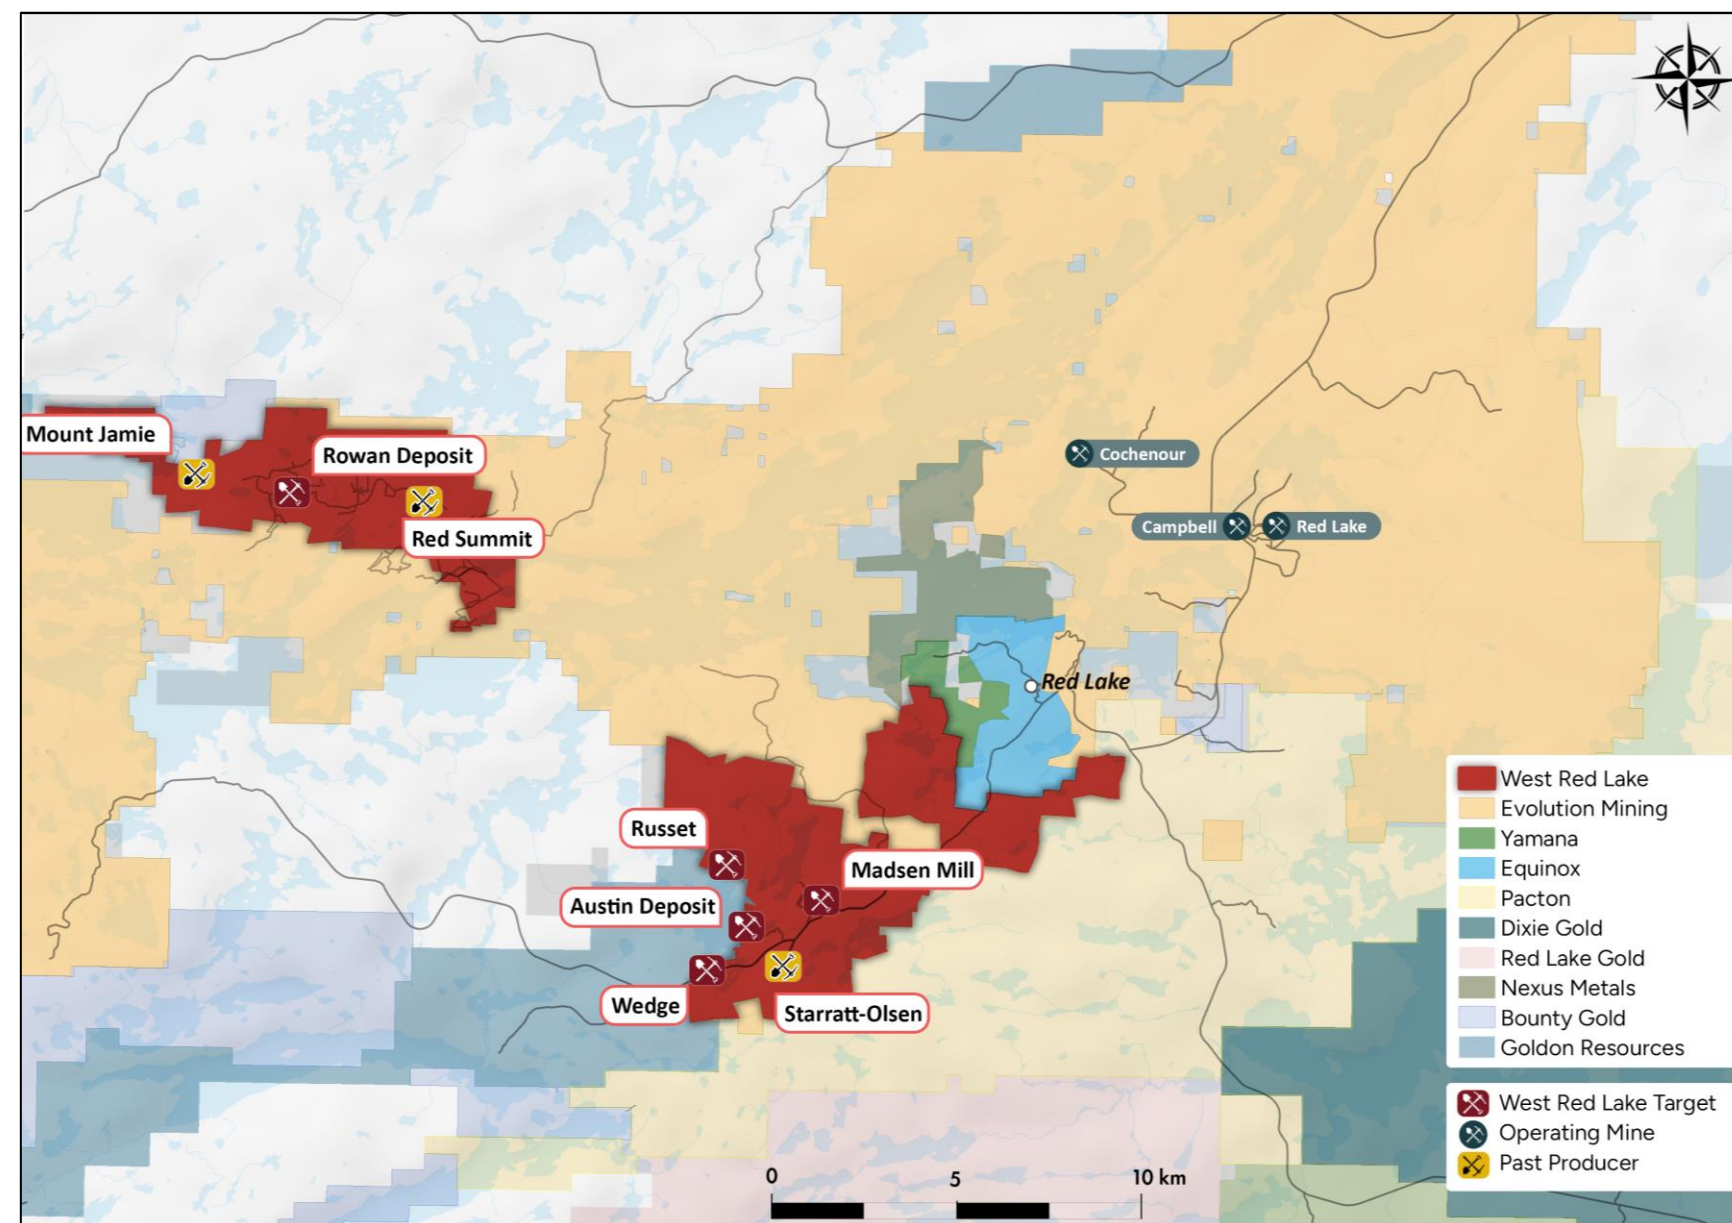 Mount Jamie
Rowan Deposit
Red Summit
Cochenour
Campbell
Red Lake
Red Lake
Russet
Madsen Mill
Austin Deposit
Wedge
Starratt-Olsen
West Red Lake
Evolution Mining
Yamana
Equinox
Pacton
Dixie Gold
Red Lake Gold
Nexus Metals
Bounty Gold
Goldon Resources
West Red Lake Target
Operating Mine
Past Producer
0 5 10 km